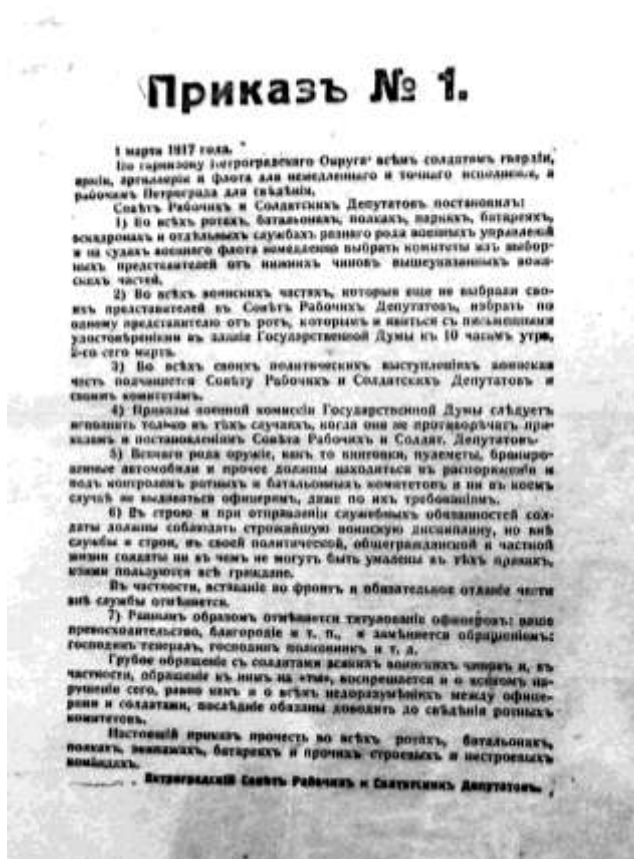 Приказъ № 1.
1 марта 1917 года.
По гарнизону Петроградскаго Округа всѣмъ солдатамъ гвардіи,
арміи, артиллеріи и флота для немедленнаго и точнаго исполненія, а
рабочимъ Петрограда для свѣдѣнія.
Совѣтъ Рабочихъ и Солдатскихъ Депутатовъ постановилъ:
1) Во всѣхъ ротахъ, батальонахъ, полкахъ, паркахъ, батареяхъ,
эскадронахъ и отдѣльныхъ службахъ разнаго рода военныхъ управленій
и на судахъ военнаго флота немедленно выбрать комитеты изъ выбор-
ныхъ представителей отъ нижнихъ чиновъ вышеуказанныхъ воин-
скихъ частей.
2) Во всѣхъ воинскихъ частяхъ, которыя еще не выбрали сво-
ихъ представителей въ Совѣтъ Рабочихъ Депутатовъ, избрать по
одному представителю отъ ротъ, которымъ и явиться съ письменными
удостовѣреніями въ зданіе Государственной Думы къ 10 часамъ утра,
2-го сего марта.
3) Во всѣхъ своихъ политическихъ выступленіяхъ воинская
часть подчиняется Совѣту Рабочихъ и Солдатскихъ Депутатовъ и
своимъ комитетамъ.
4) Приказы военной комиссіи Государственной Думы слѣдуетъ
исполнять только въ тѣхъ случаяхъ, когда они не противорѣчатъ при-
казамъ и постановленіямъ Совѣта Рабочихъ и Солдат. Депутатовъ.
5) Всякаго рода оружіе, какъ то винтовки, пулеметы, брониро-
ванные автомобили и прочее должны находиться въ распоряженіи и
подъ контролемъ ротныхъ и батальонныхъ комитетовъ и ни въ коемъ
случаѣ не выдаваться офицерамъ, даже по ихъ требованіямъ.
6) Въ строю и при отправленіи служебныхъ обязанностей сол-
даты должны соблюдать строжайшую воинскую дисциплину, но внѣ
службы и строя, въ своей политической, общегражданской и частной
жизни солдаты ни въ чемъ не могутъ быть умалены въ тѣхъ правахъ,
коими пользуются всѣ граждане.
Въ частности, вставаніе во фронтъ и обязательное отданіе чести
внѣ службы отмѣняется.
7) Равнымъ образомъ отмѣняется титулованіе офицеровъ: ваше
превосходительство, благородіе и т. п., и замѣняется обращеніемъ:
господинъ генералъ, господинъ полковникъ и т. д.
Грубое обращеніе съ солдатами всякихъ воинскихъ чиновъ и, въ
частности, обращеніе къ нимъ на «ты», воспрещается и о всякомъ на-
рушеніи сего, равно какъ и о всѣхъ недоразумѣніяхъ между офице-
рами и солдатами, послѣдніе обязаны доводить до свѣдѣнія ротныхъ
комитетовъ.
Настоящій приказъ прочесть во всѣхъ ротахъ, батальонахъ,
полкахъ, экипажахъ, батареяхъ и прочихъ строевыхъ и нестроевыхъ
командахъ.
Петроградскій Совѣтъ Рабочихъ и Солдатскихъ Депутатовъ.